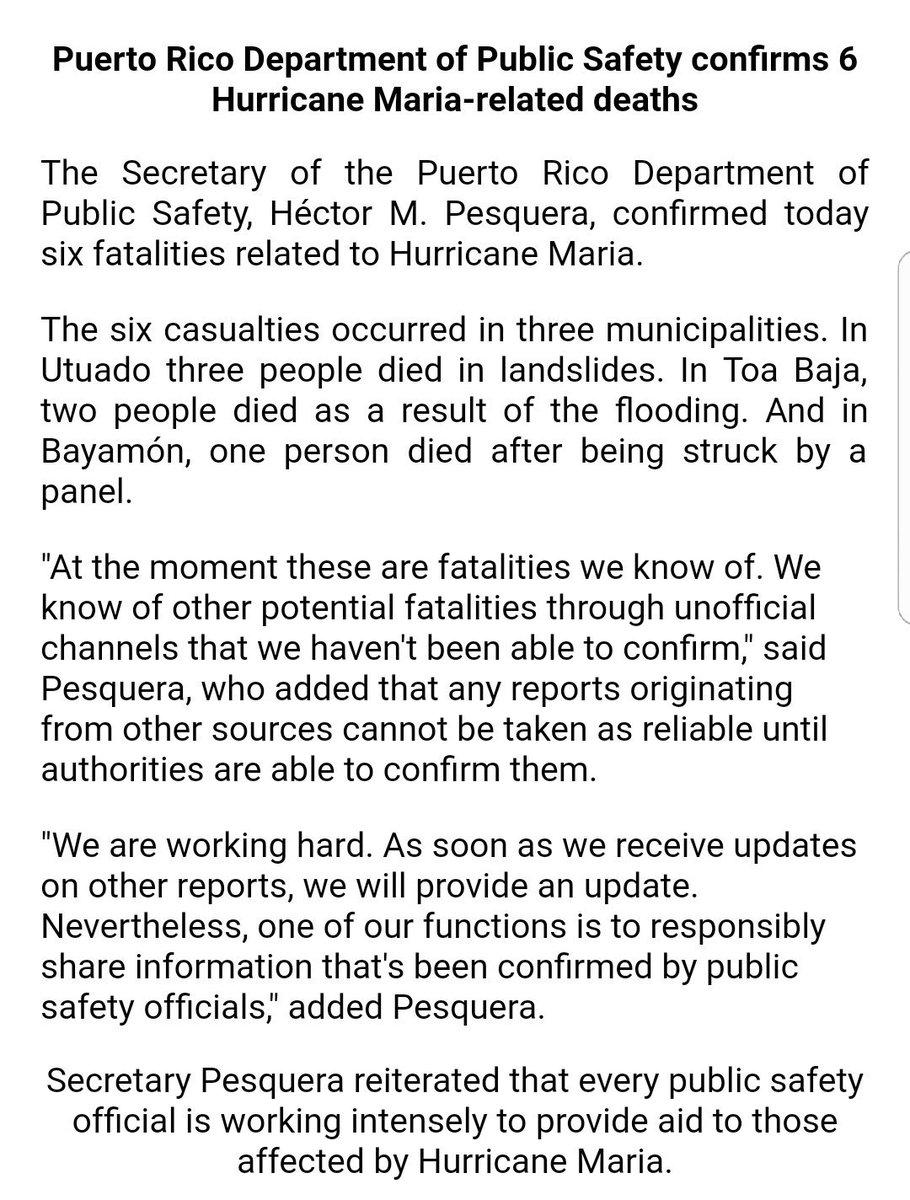 Puerto Rico Department of Public Safety confirms 6
Hurricane Maria-related deaths
The Secretary of the Puerto Rico Department of
Public Safety, Héctor M. Pesquera, confirmed today
six fatalities related to Hurricane Maria.
The six casualties occurred in three municipalities. In
Utuado three people died in landslides. In Toa Baja,
two people died as a result of the flooding. And in
Bayamón, one person died after being struck by a
panel.
"At the moment these are fatalities we know of. We
know of other potential fatalities through unofficial
channels that we haven't been able to confirm," said
Pesquera, who added that any reports originating
from other sources cannot be taken as reliable until
authorities are able to confirm them.
"We are working hard. As soon as we receive updates
on other reports, we will provide an update.
Nevertheless, one of our functions is to responsibly
share information that's been confirmed by public
safety officials," added Pesquera.
Secretary Pesquera reiterated that every public safety
official is working intensely to provide aid to those
affected by Hurricane Maria.